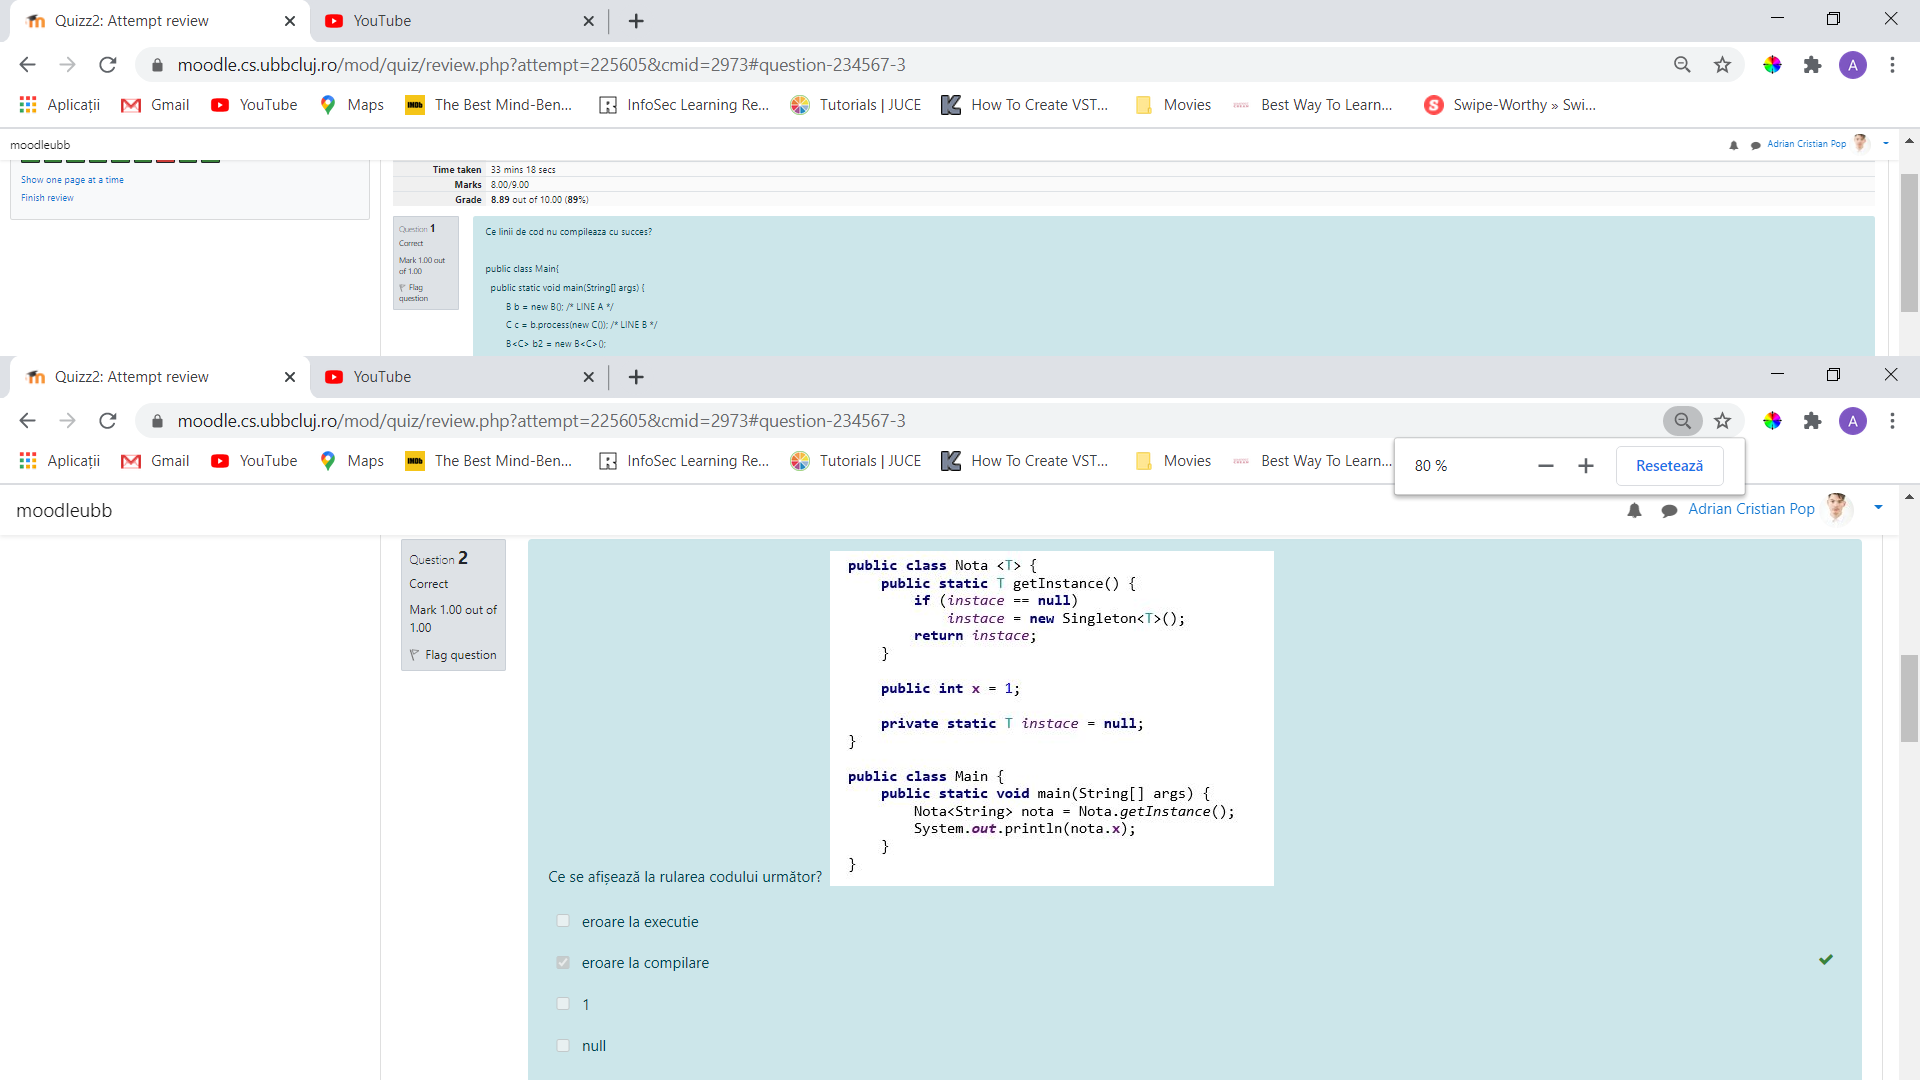 Quizz2: Attempt review
YouTube
moodle.cs.ubbcluj.ro/mod/quiz/review.php?attempt=225605&cmid=2973#question-234567-3
A
Aplicații Gmail YouTube Maps IMDb The Best Mind-Ben... InfoSec Learning Re... Tutorials | JUCE How To Create VST... Movies Best Way To Learn... Swipe-Worthy » Swi...
moodleubb
Adrian Cristian Pop
Show one page at a time
Finish review
Time taken 33 mins 18 secs
Marks 8.00/9.00
Grade 8.89 out of 10.00 (89%)
Question 1
Correct
Mark 1.00 out
of 1.00
Flag
question
Ce linii de cod nu compileaza cu succes?
public class Main{
public static void main(String[] args) {
B b = new B(); /* LINE A */
C c = b.process(new C()); /* LINE B */
B<C> b2 = new B<C>();
Quizz2: Attempt review
YouTube
moodle.cs.ubbcluj.ro/mod/quiz/review.php?attempt=225605&cmid=2973#question-234567-3
A
Aplicații Gmail YouTube Maps IMDb The Best Mind-Ben... InfoSec Learning Re... Tutorials | JUCE How To Create VST... Movies Best Way To Learn...
80 % Resetează
moodleubb
Adrian Cristian Pop
Question 2
Correct
Mark 1.00 out of
1.00
Flag question
public class Nota <T> {
public static T getInstance() {
if (instace == null)
instace = new Singleton<T>();
return instace;
}
public int x = 1;
private static T instace = null;
}
public class Main {
public static void main(String[] args) {
Nota<String> nota = Nota.getInstance();
System.out.println(nota.x);
}
}
Ce se afișează la rularea codului următor?
eroare la executie
eroare la compilare
1
null